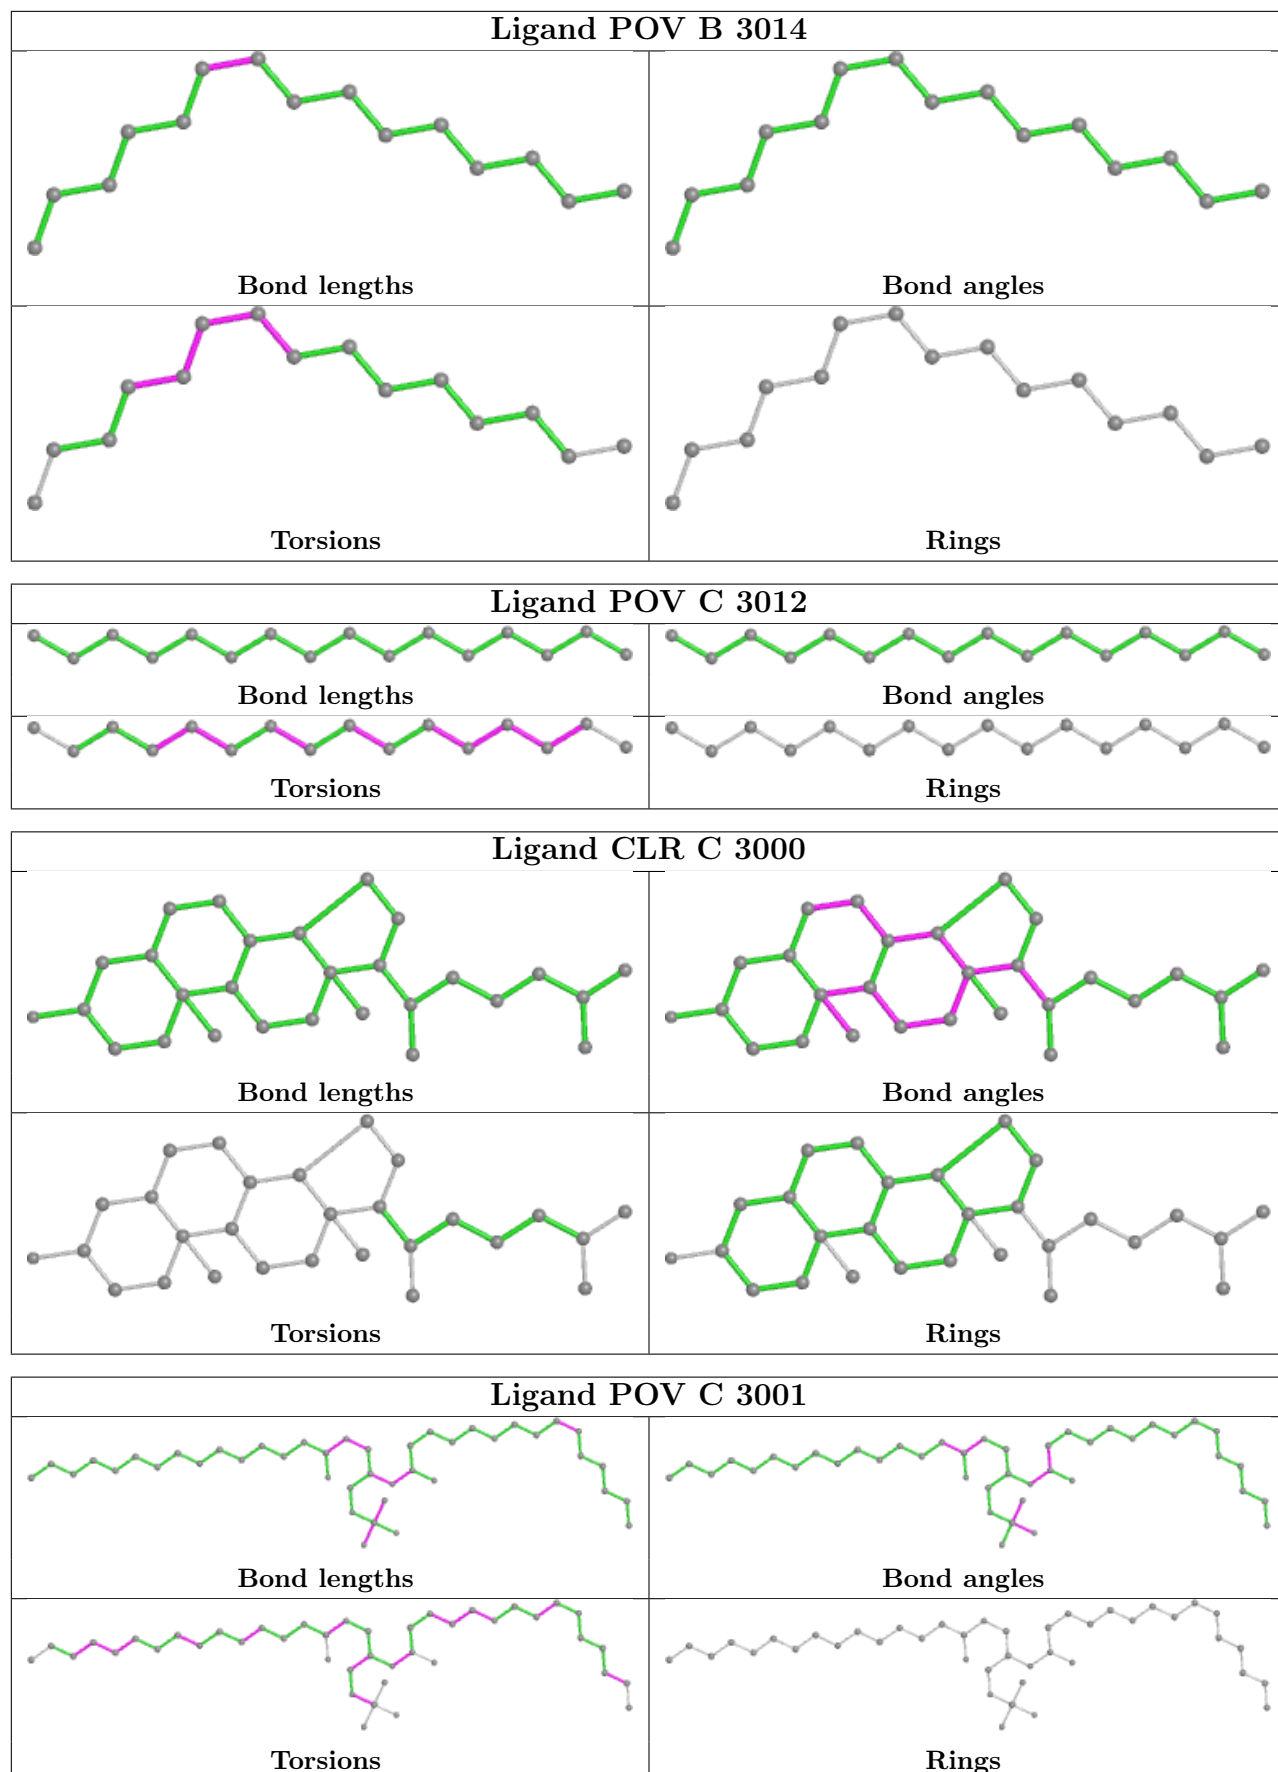 Ligand POV B 3014
Bond lengths
Bond angles
Torsions
Rings
Ligand POV C 3012
Bond lengths
Bond angles
Torsions
Rings
Ligand CLR C 3000
Bond lengths
Bond angles
Torsions
Rings
Ligand POV C 3001
Bond lengths
Bond angles
Torsions
Rings